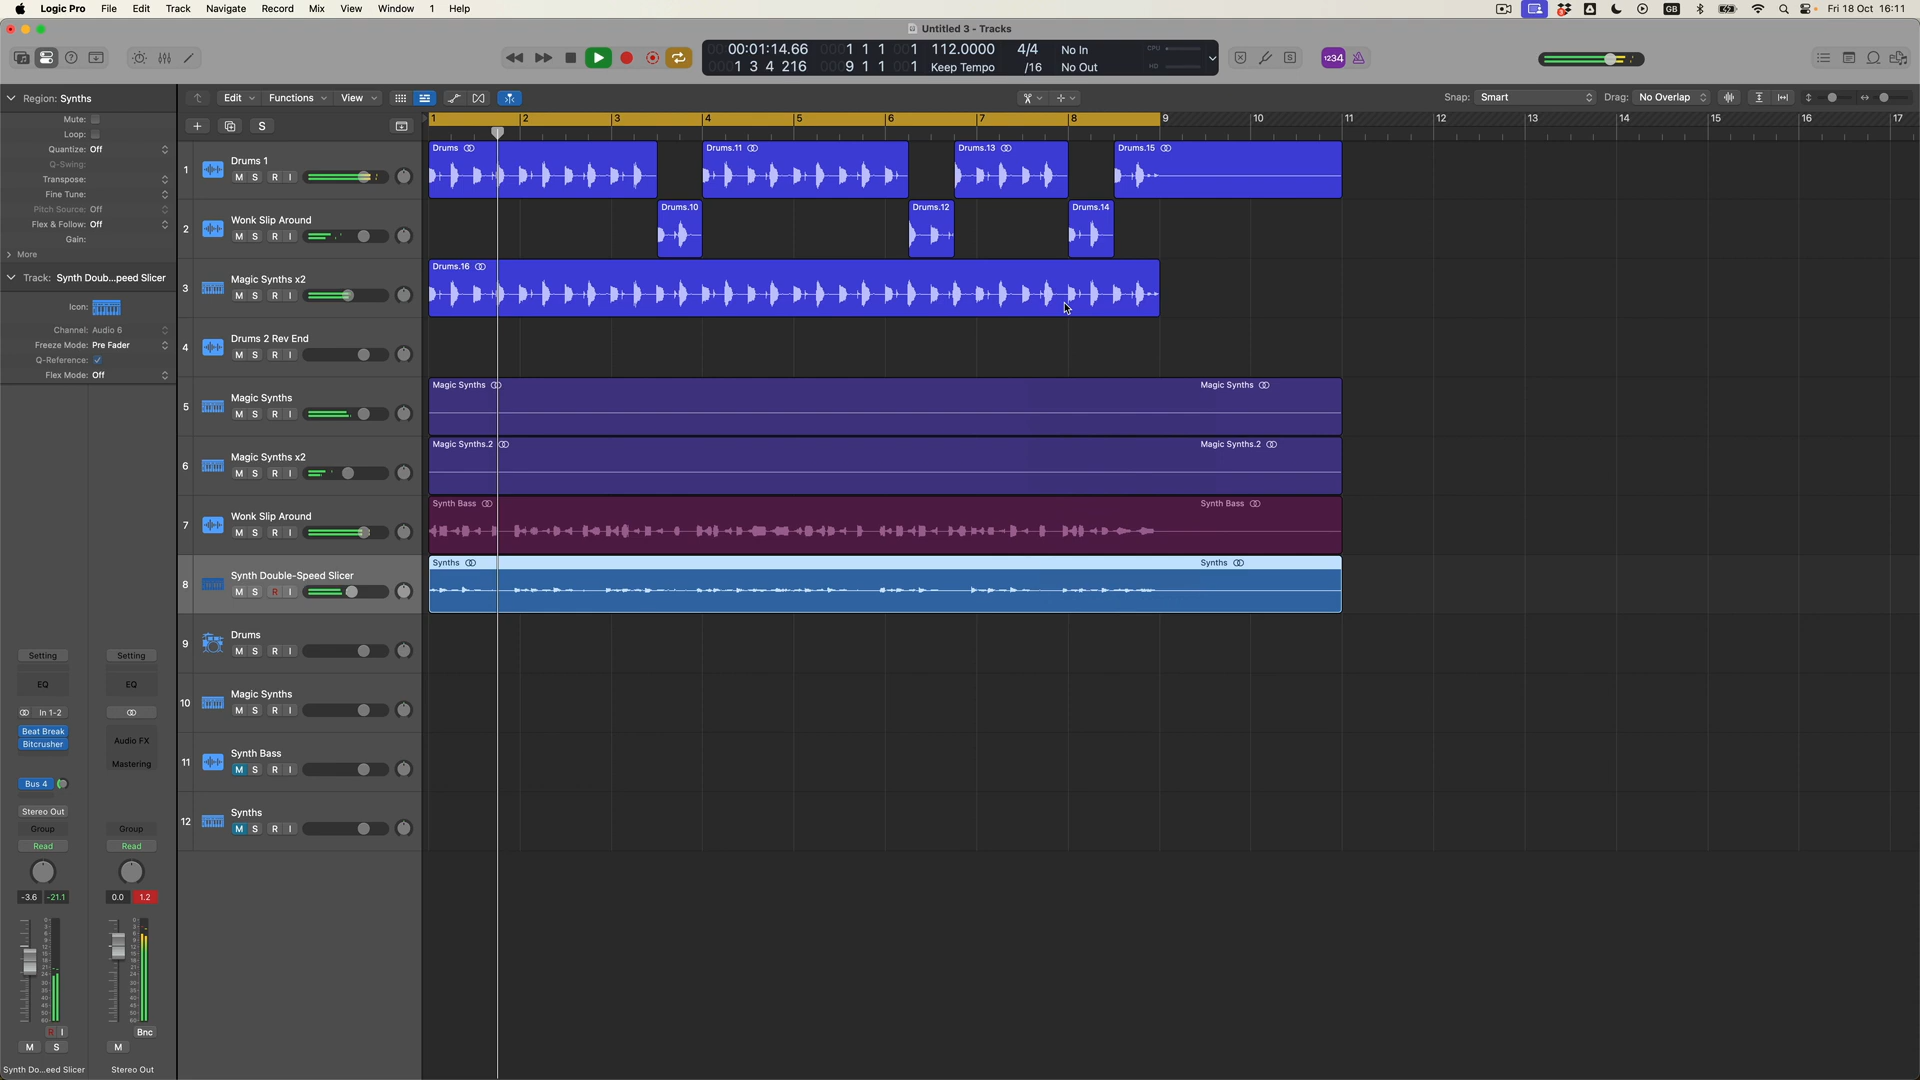 Logic Pro File Edit Track Navigate Record Mix View Window 1 Help
GB Fri 18 Oct 16:11
Untitled 3 - Tracks
00:01:14.66 1 1 1 1 112.0000 4/4 No In CPU
1 3 4 216 9 1 1 1 Keep Tempo /16 No Out HD
1234
Region: Synths
Edit Functions View
Snap: Smart Drag: No Overlap
Mute:
Loop:
Quantize: Off
Q-Swing:
Transpose:
Fine Tune:
Pitch Source: Off
Flex & Follow: Off
Gain:
More
Track: Synth Doub...peed Slicer
Icon:
Channel: Audio 6
Freeze Mode: Pre Fader
Q-Reference:
Flex Mode: Off
S
1 2 3 4 5 6 7 8 9 10 11 12 13 14 15 16 17
1 Drums 1
M S R I
Drums Drums.11 Drums.13 Drums.15
2 Wonk Slip Around
M S R I
Drums.10 Drums.12 Drums.14
3 Magic Synths x2
M S R I
Drums.16
4 Drums 2 Rev End
M S R I
5 Magic Synths
M S R I
Magic Synths Magic Synths
6 Magic Synths x2
M S R I
Magic Synths.2 Magic Synths.2
7 Wonk Slip Around
M S R I
Synth Bass Synth Bass
8 Synth Double-Speed Slicer
M S R I
Synths Synths
9 Drums
M S R I
10 Magic Synths
M S R I
11 Synth Bass
M S R I
12 Synths
M S R I
Setting Setting
EQ EQ
In 1-2
Beat Break
Bitcrusher
Audio FX
Mastering
Bus 4
Stereo Out
Group Group
Read Read
-3.6 -21.1 0.0 1.2
R I Bnc
M S M
Synth Do...eed Slicer Stereo Out